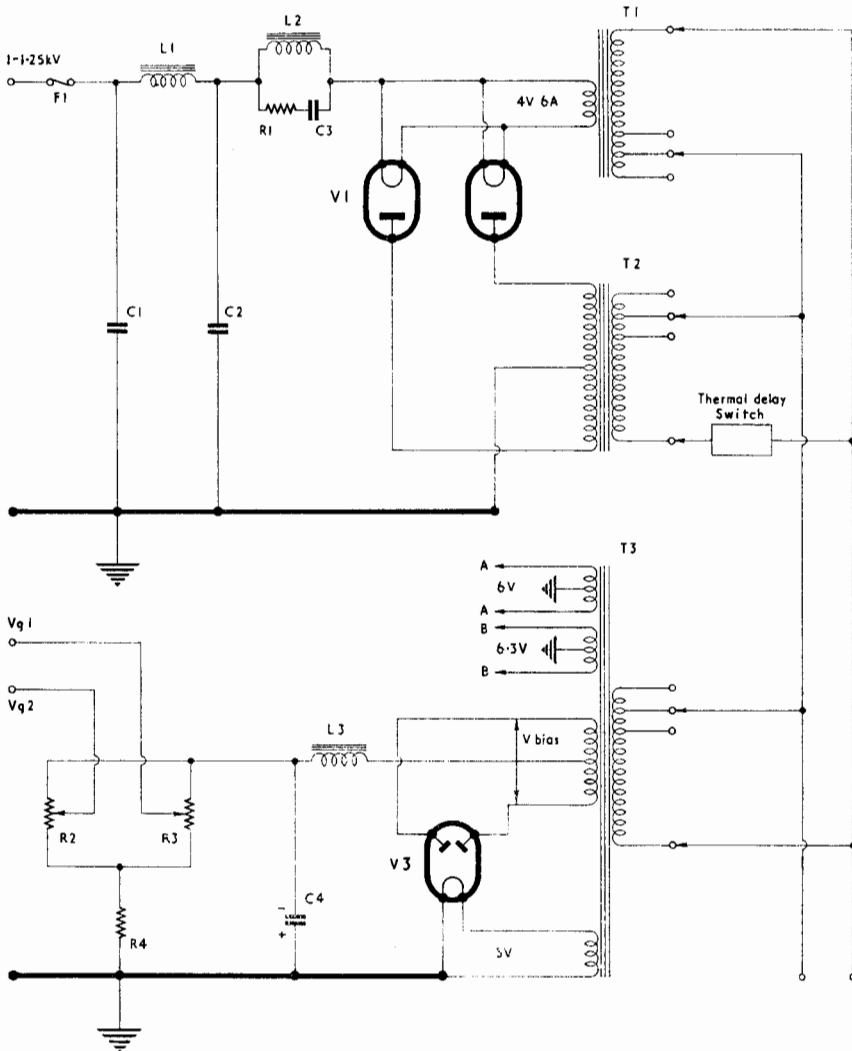 T1
L2
L1
1-1·25kV
F1
4V 6A
R1
C3
V1
T2
C1
C2
Thermal delay
Switch
T3
A
6V
A
B
6·3V
B
Vg1
Vg2
L3
V bias
R2
R3
V3
C4
-
+
R4
5V